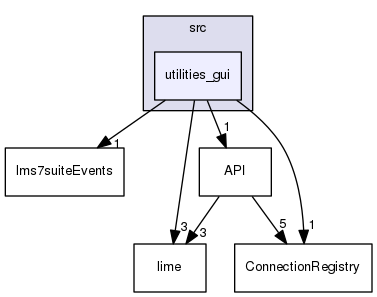 src
utilities_gui
1
1
lms7suiteEvents
API
3
3
5
1
lime
ConnectionRegistry